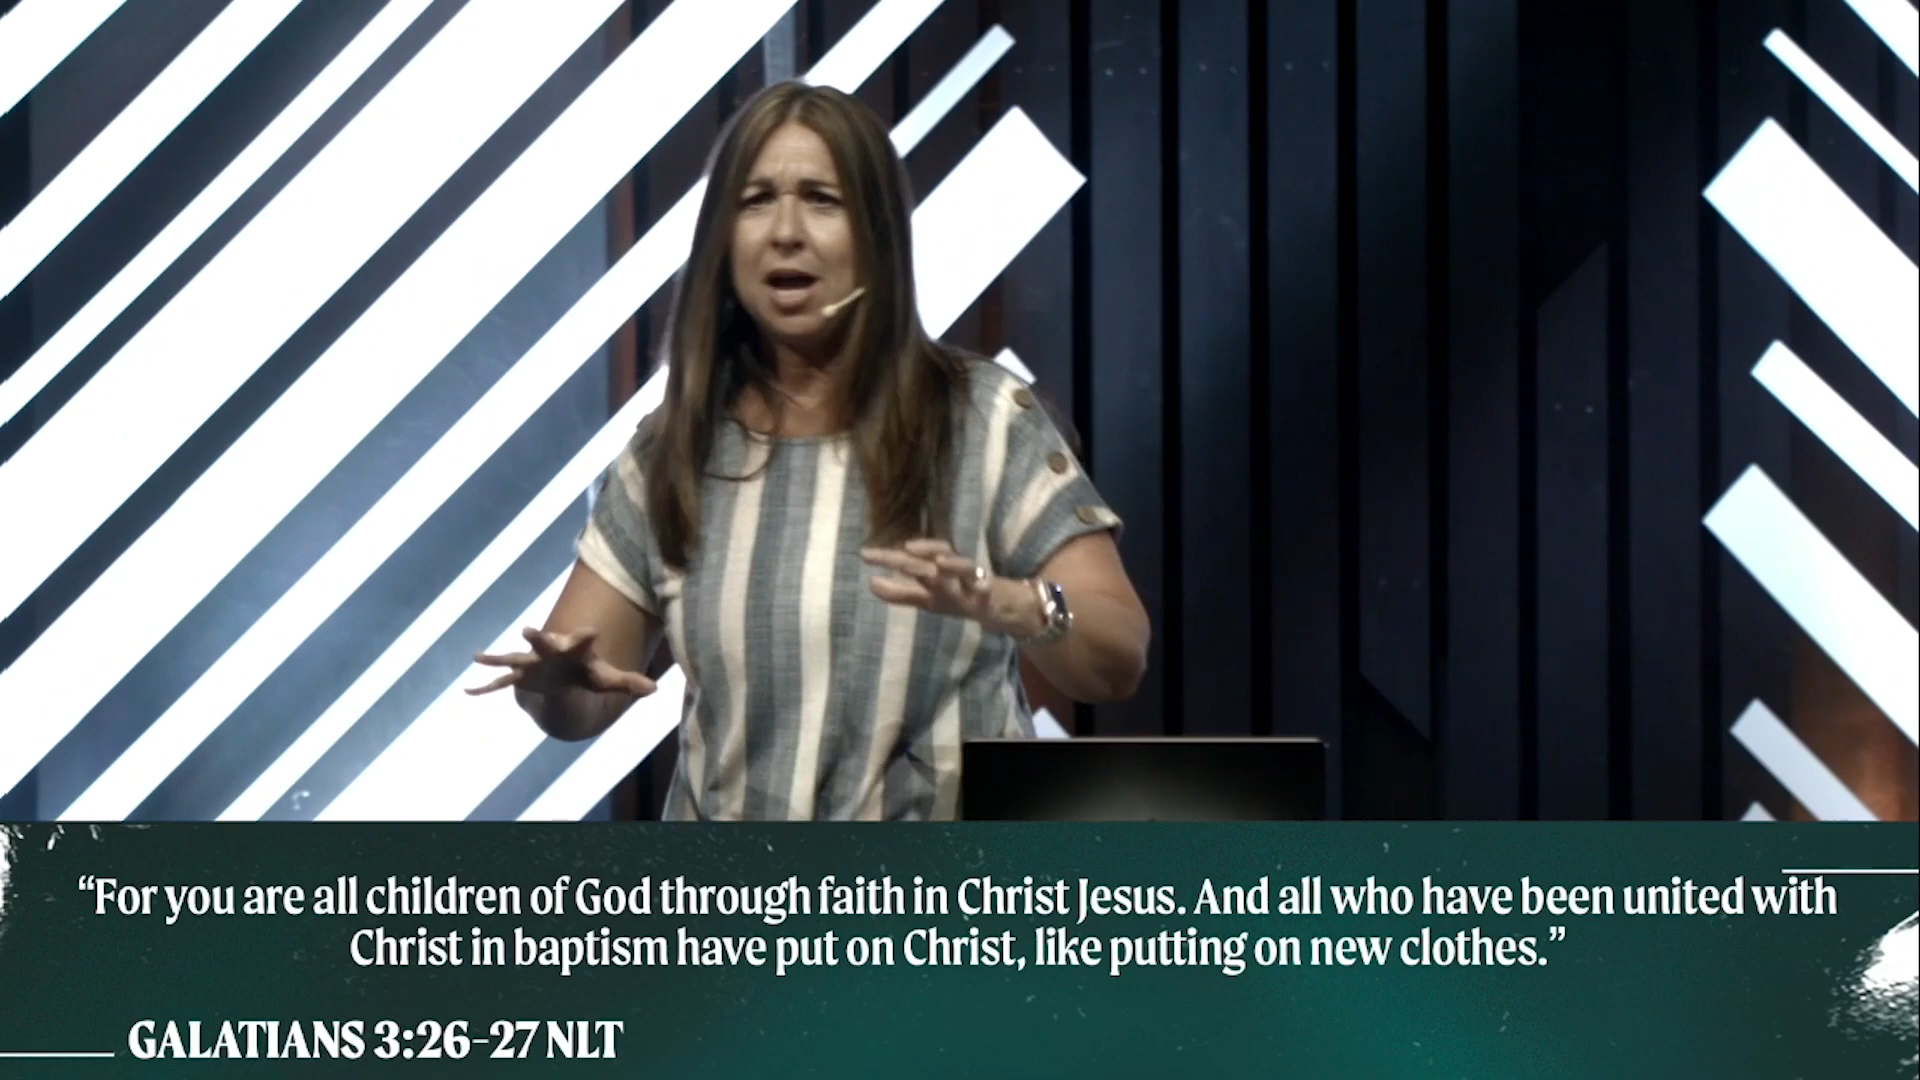 “For you are all children of God through faith in Christ Jesus. And all who have been united with
Christ in baptism have put on Christ, like putting on new clothes.”
GALATIANS 3:26-27 NLT